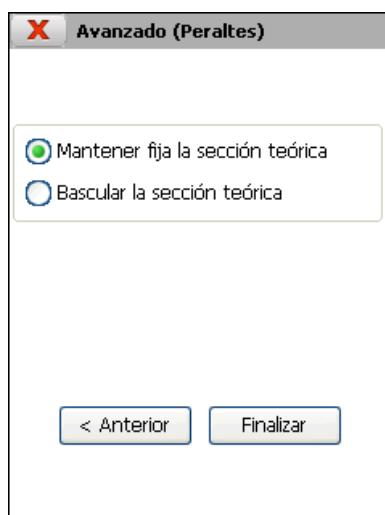 X Avanzado (Peraltes)
Mantener fija la sección teórica
Bascular la sección teórica
< Anterior Finalizar